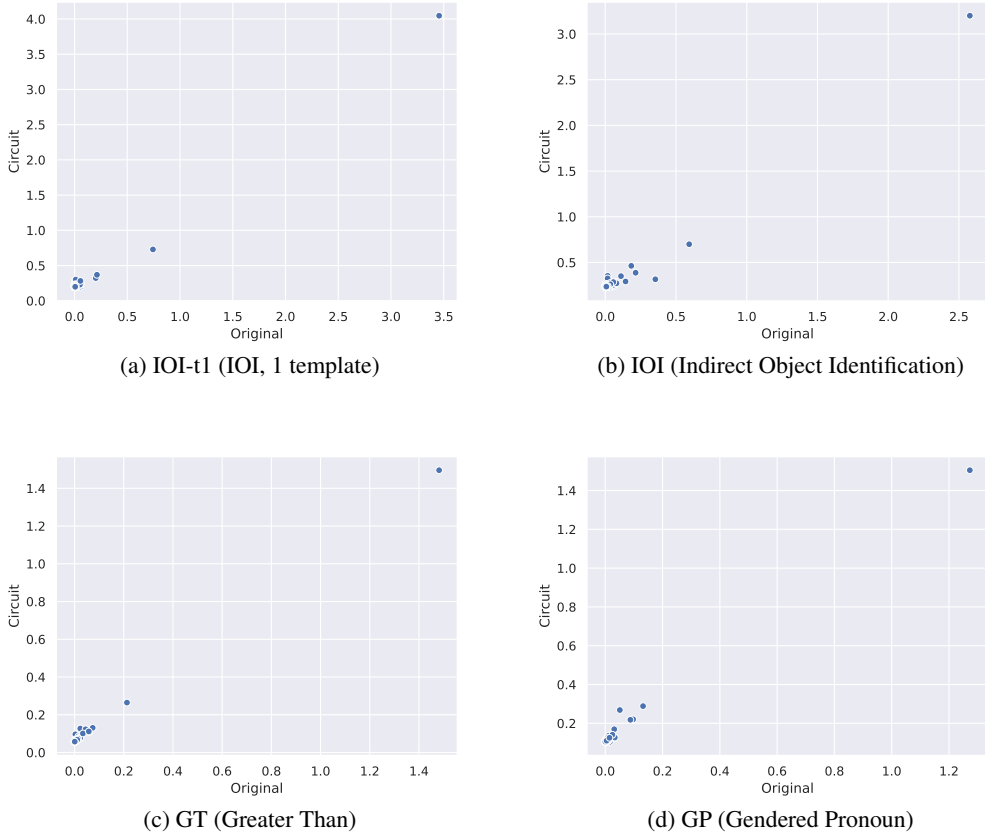 4.0
3.5
3.0
2.5
2.0
1.5
1.0
0.5
0.0
Circuit
0.0 0.5 1.0 1.5 2.0 2.5 3.0 3.5
Original
(a) IOI-t1 (IOI, 1 template)
3.0
2.5
2.0
1.5
1.0
0.5
Circuit
0.0 0.5 1.0 1.5 2.0 2.5
Original
(b) IOI (Indirect Object Identification)
1.4
1.2
1.0
0.8
0.6
0.4
0.2
0.0
Circuit
0.0 0.2 0.4 0.6 0.8 1.0 1.2 1.4
Original
(c) GT (Greater Than)
1.4
1.2
1.0
0.8
0.6
0.4
0.2
Circuit
0.0 0.2 0.4 0.6 0.8 1.0 1.2
Original
(d) GP (Gendered Pronoun)